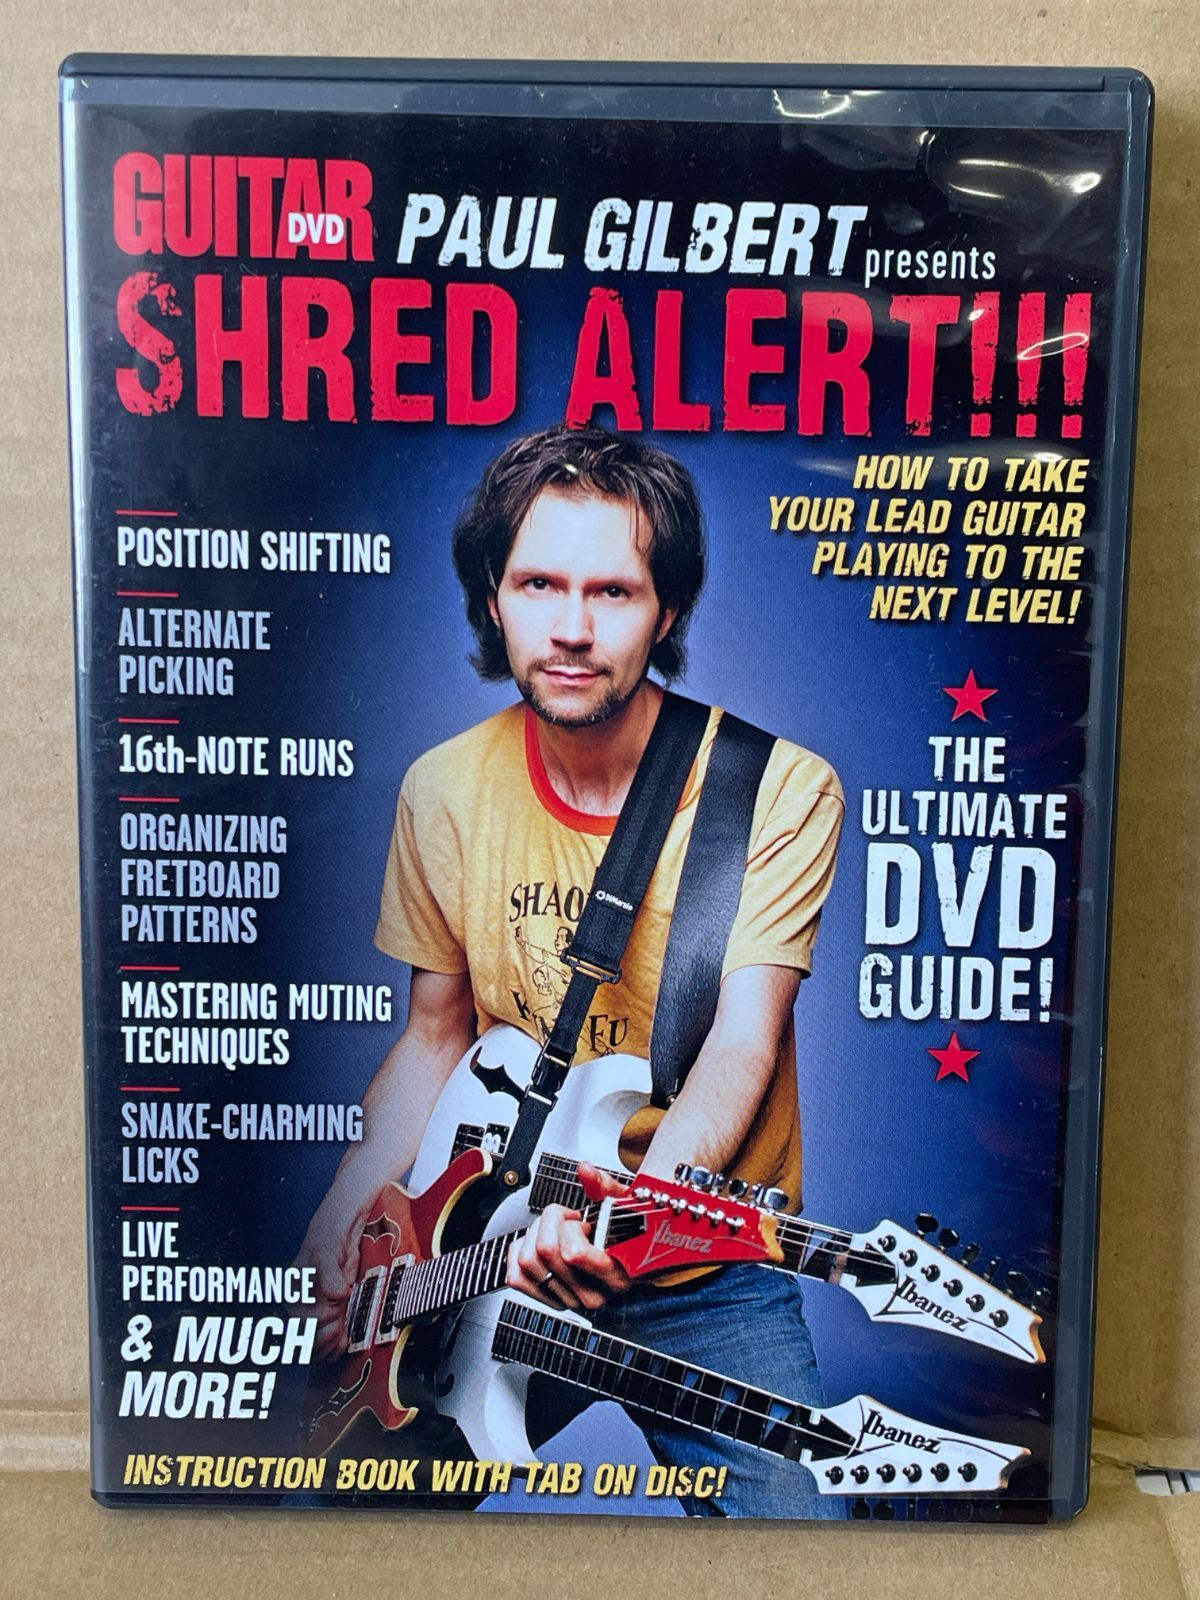 GUITAR
DVD
PAUL GILBERT presents
SHRED ALERT!!!
HOW TO TAKE
YOUR LEAD GUITAR
PLAYING TO THE
NEXT LEVEL!
POSITION SHIFTING
ALTERNATE
PICKING
16th-NOTE RUNS
ORGANIZING
FRETBOARD
PATTERNS
MASTERING MUTING
TECHNIQUES
SNAKE-CHARMING
LICKS
LIVE
PERFORMANCE
& MUCH
MORE!
THE
ULTIMATE
DVD
GUIDE!
DiMarzio
SHAO
FU
Ibanez
Ibanez
Ibanez
INSTRUCTION BOOK WITH TAB ON DISC!